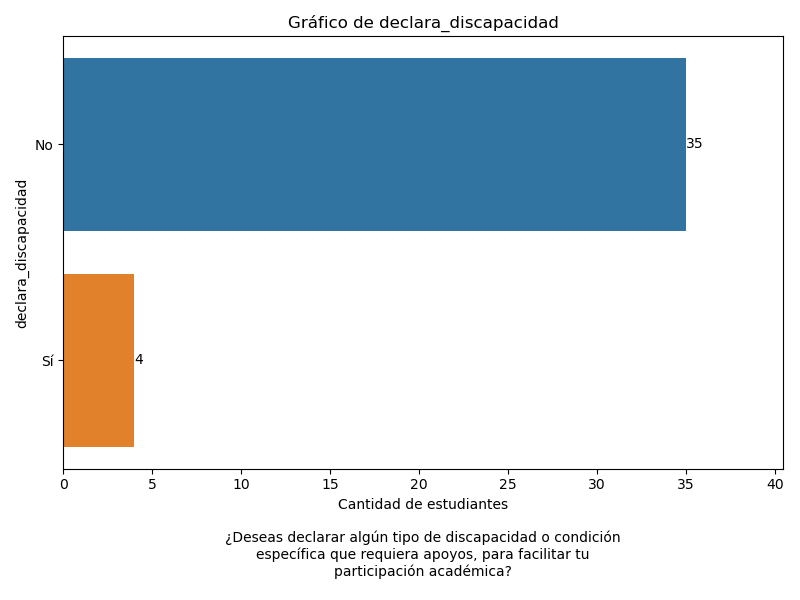 Gráfico de declara_discapacidad
declara_discapacidad
No
35
Sí
4
0 5 10 15 20 25 30 35 40
Cantidad de estudiantes
¿Deseas declarar algún tipo de discapacidad o condición
específica que requiera apoyos, para facilitar tu
participación académica?